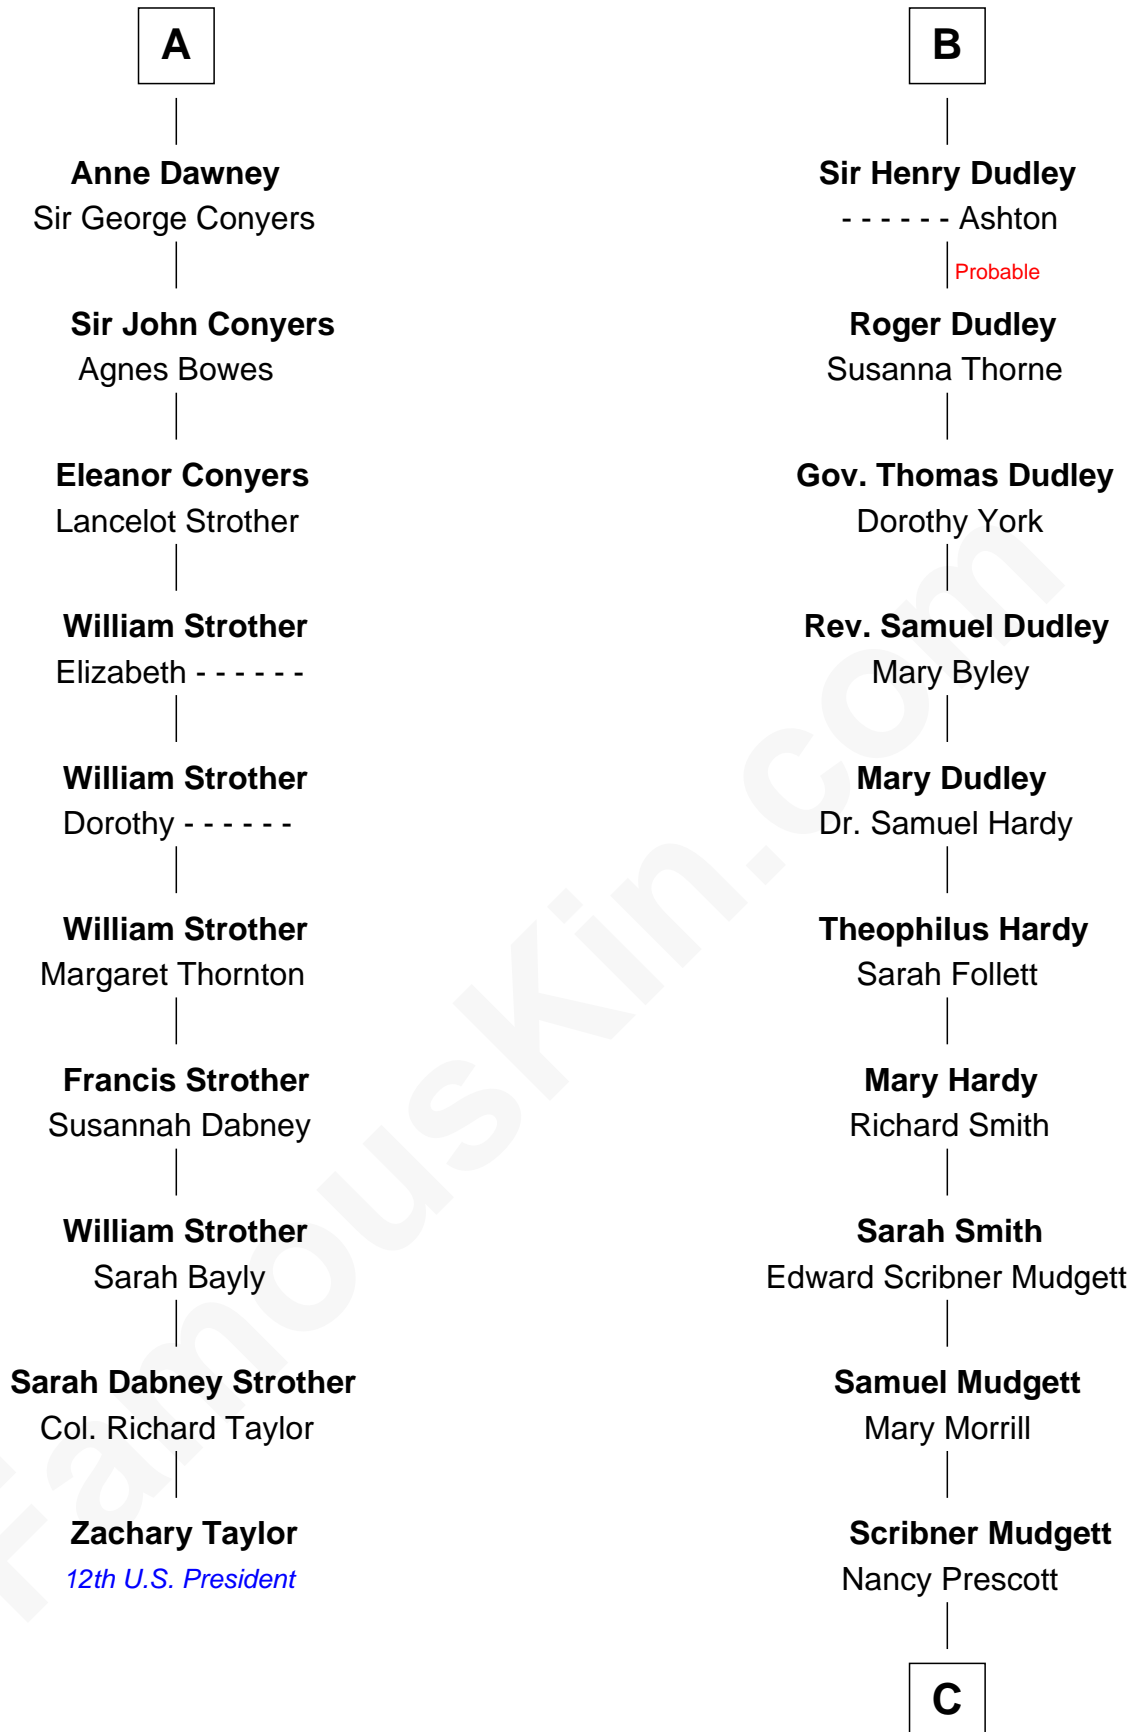 A
Anne Dawney
Sir George Conyers
Sir John Conyers
Agnes Bowes
Eleanor Conyers
Lancelot Strother
William Strother
Elizabeth - - - - - -
William Strother
Dorothy - - - - - -
William Strother
Margaret Thornton
Francis Strother
Susannah Dabney
William Strother
Sarah Bayly
Sarah Dabney Strother
Col. Richard Taylor
Zachary Taylor
12th U.S. President
B
Sir Henry Dudley
- - - - - - Ashton
Probable
Roger Dudley
Susanna Thorne
Gov. Thomas Dudley
Dorothy York
Rev. Samuel Dudley
Mary Byley
Mary Dudley
Dr. Samuel Hardy
Theophilus Hardy
Sarah Follett
Mary Hardy
Richard Smith
Sarah Smith
Edward Scribner Mudgett
Samuel Mudgett
Mary Morrill
Scribner Mudgett
Nancy Prescott
C
FamousKin.com